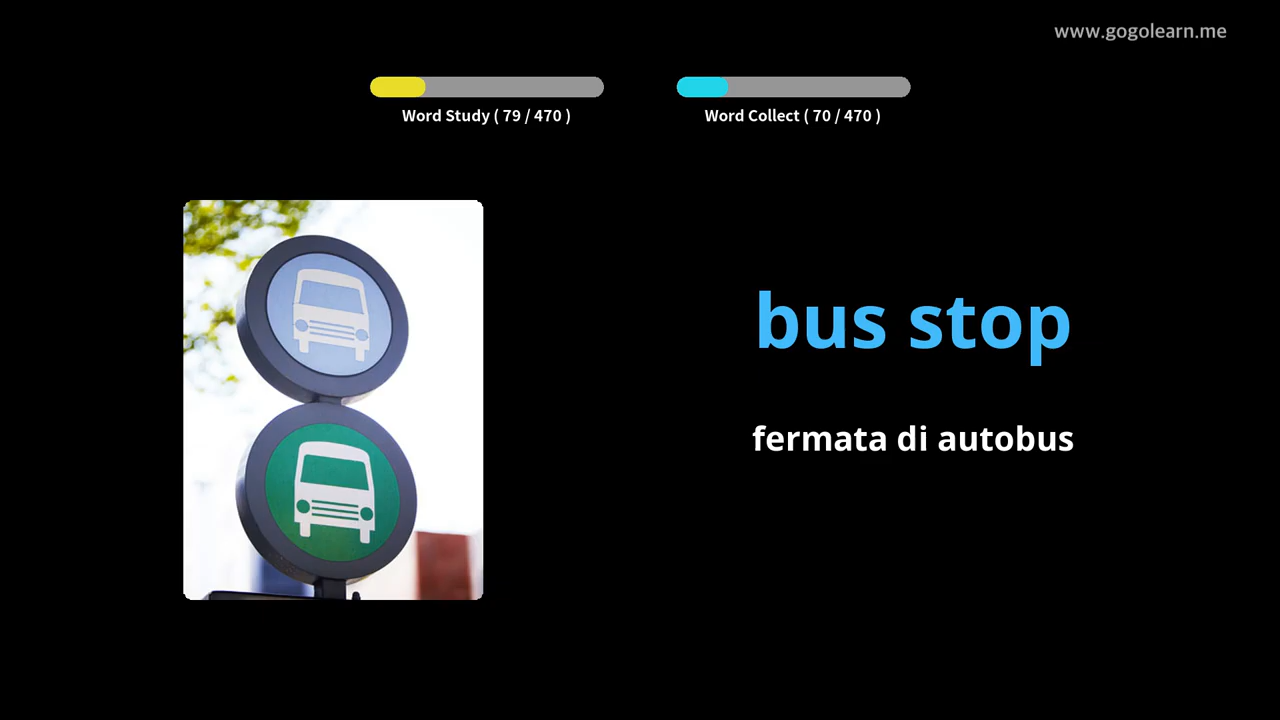 www.gogolearn.me
Word Study ( 79 / 470 )
Word Collect ( 70 / 470 )
bus stop
fermata di autobus